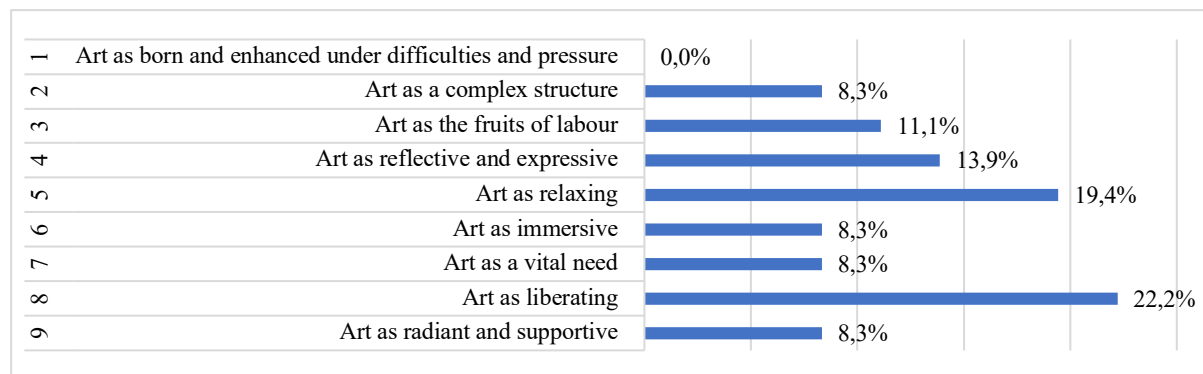 1 Art as born and enhanced under difficulties and pressure 0,0%
2 Art as a complex structure 8,3%
3 Art as the fruits of labour 11,1%
4 Art as reflective and expressive 13,9%
5 Art as relaxing 19,4%
6 Art as immersive 8,3%
7 Art as a vital need 8,3%
8 Art as liberating 22,2%
9 Art as radiant and supportive 8,3%